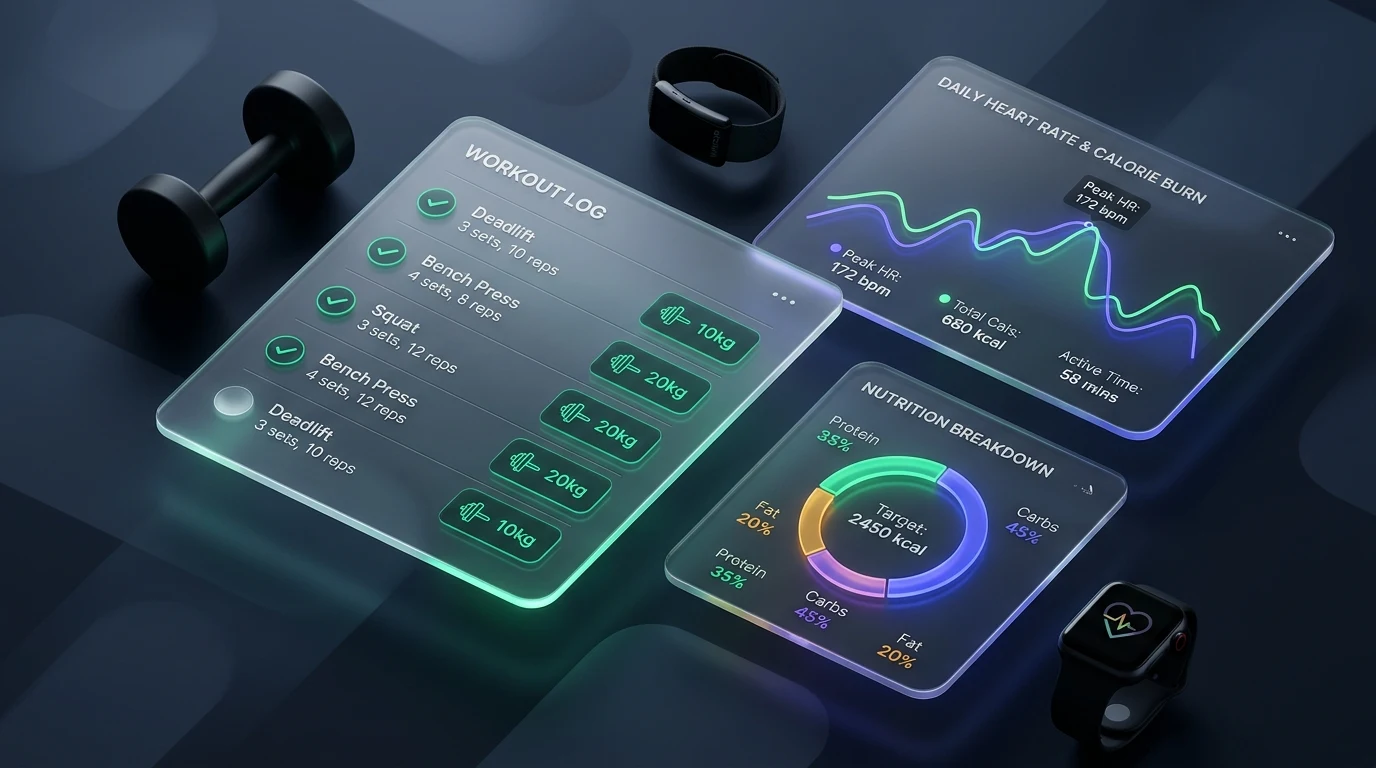 WORKOUT LOG
Deadlift
3 sets, 10 reps
10kg
Bench Press
4 sets, 8 reps
20kg
Squat
3 sets, 12 reps
20kg
Bench Press
4 sets, 12 reps
20kg
Deadlift
3 sets, 10 reps
10kg
DAILY HEART RATE & CALORIE BURN
Peak HR:
172 bpm
Peak HR:
172 bpm
Total Cals:
680 kcal
Active Time:
58 mins
NUTRITION BREAKDOWN
Protein
Carbs
45%
Fat
20%
Target:
2450 kcal
Protein
35%
Carbs
45%
Fat
20%